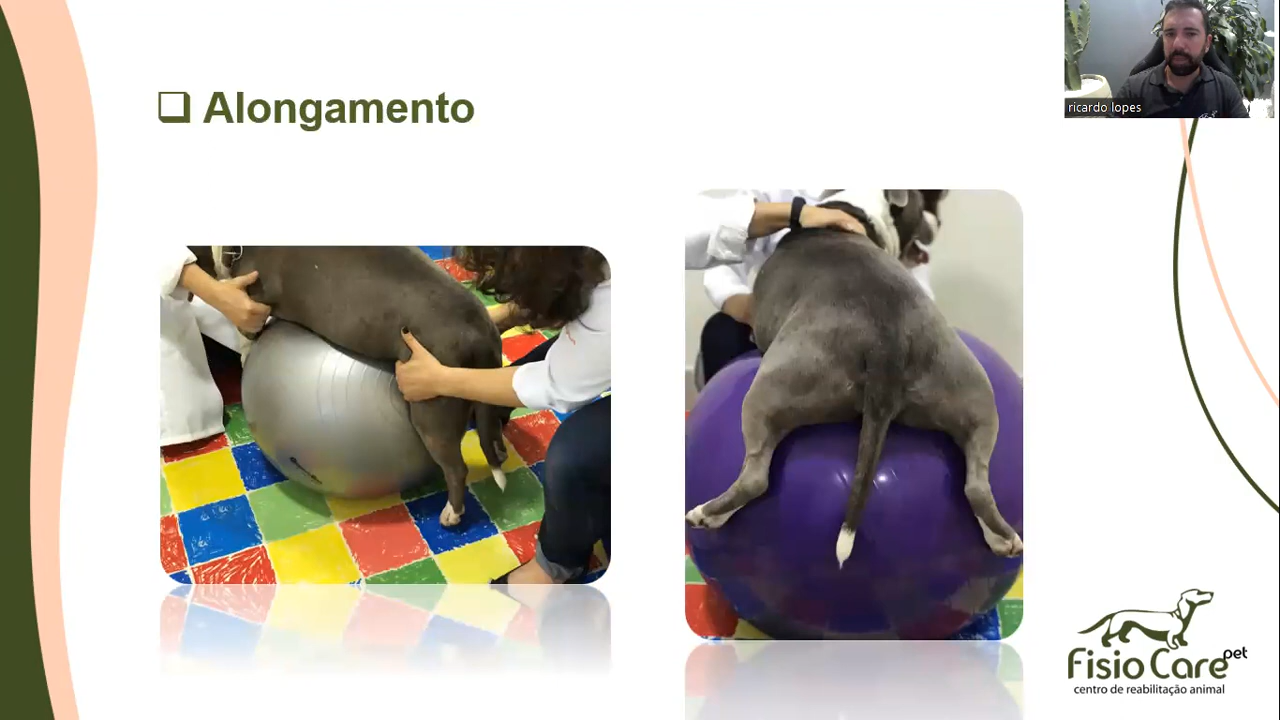 ricardo lopes
Alongamento
Fisio Care pet
centro de reabilitação animal